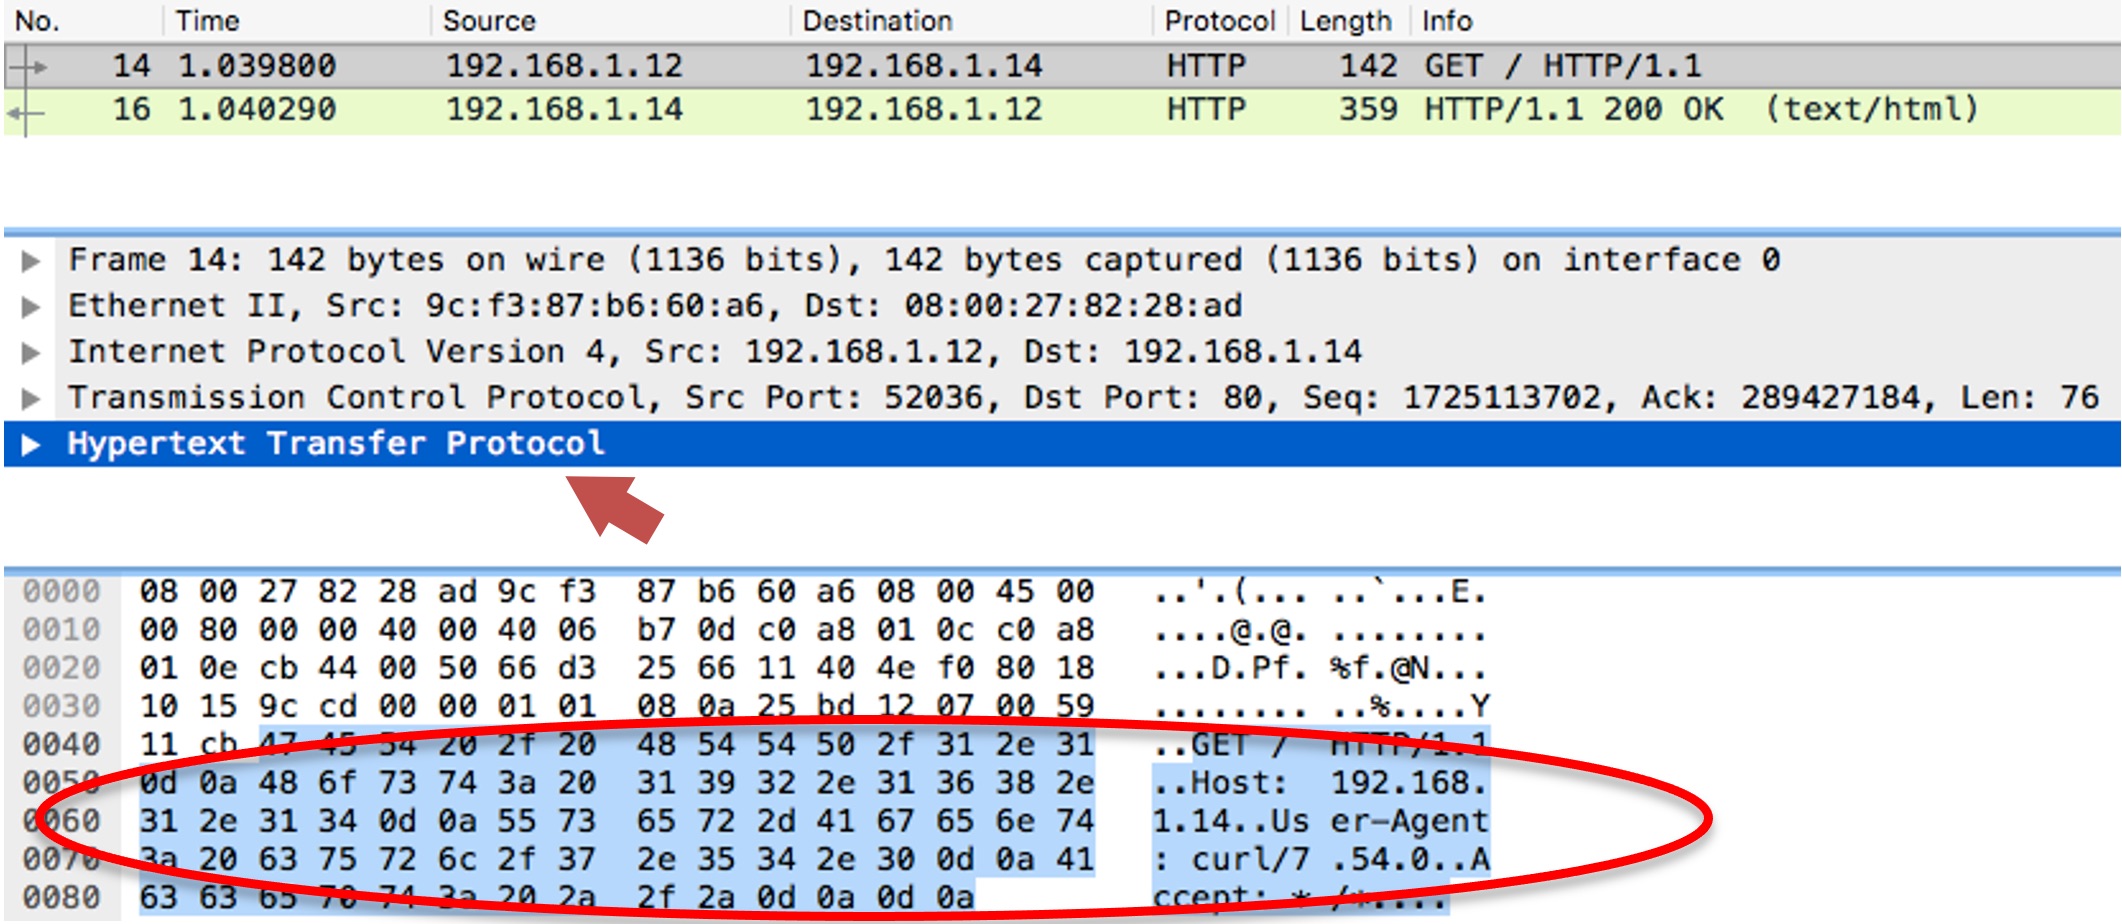 No. Time Source Destination Protocol Length Info
14 1.039800 192.168.1.12 192.168.1.14 HTTP 142 GET / HTTP/1.1
16 1.040290 192.168.1.14 192.168.1.12 HTTP 359 HTTP/1.1 200 OK (text/html)
Frame 14: 142 bytes on wire (1136 bits), 142 bytes captured (1136 bits) on interface 0
Ethernet II, Src: 9c:f3:87:b6:60:a6, Dst: 08:00:27:82:28:ad
Internet Protocol Version 4, Src: 192.168.1.12, Dst: 192.168.1.14
Transmission Control Protocol, Src Port: 52036, Dst Port: 80, Seq: 1725113702, Ack: 289427184, Len: 76
Hypertext Transfer Protocol
0000 08 00 27 82 28 ad 9c f3 87 b6 60 a6 08 00 45 00 ..'.(... ..`...E.
0010 00 80 00 00 40 00 40 06 b7 0d c0 a8 01 0c c0 a8 ....@.@. ........
0020 01 0e cb 44 00 50 66 d3 25 66 11 40 4e f0 80 18 ...D.Pf. %f.@N...
0030 10 15 9c cd 00 00 01 01 08 0a 25 bd 12 07 00 59 ........ ..%....Y
0040 11 cb 47 45 54 20 2f 20 48 54 54 50 2f 31 2e 31 ..GET / HTTP/1.1
0050 0d 0a 48 6f 73 74 3a 20 31 39 32 2e 31 36 38 2e ..Host: 192.168.
0060 31 2e 31 34 0d 0a 55 73 65 72 2d 41 67 65 6e 74 1.14..Us er-Agent
0070 3a 20 63 75 72 6c 2f 37 2e 35 34 2e 30 0d 0a 41 : curl/7 .54.0..A
0080 63 63 65 70 74 3a 20 2a 2f 2a 0d 0a 0d 0a ccept: * /*....